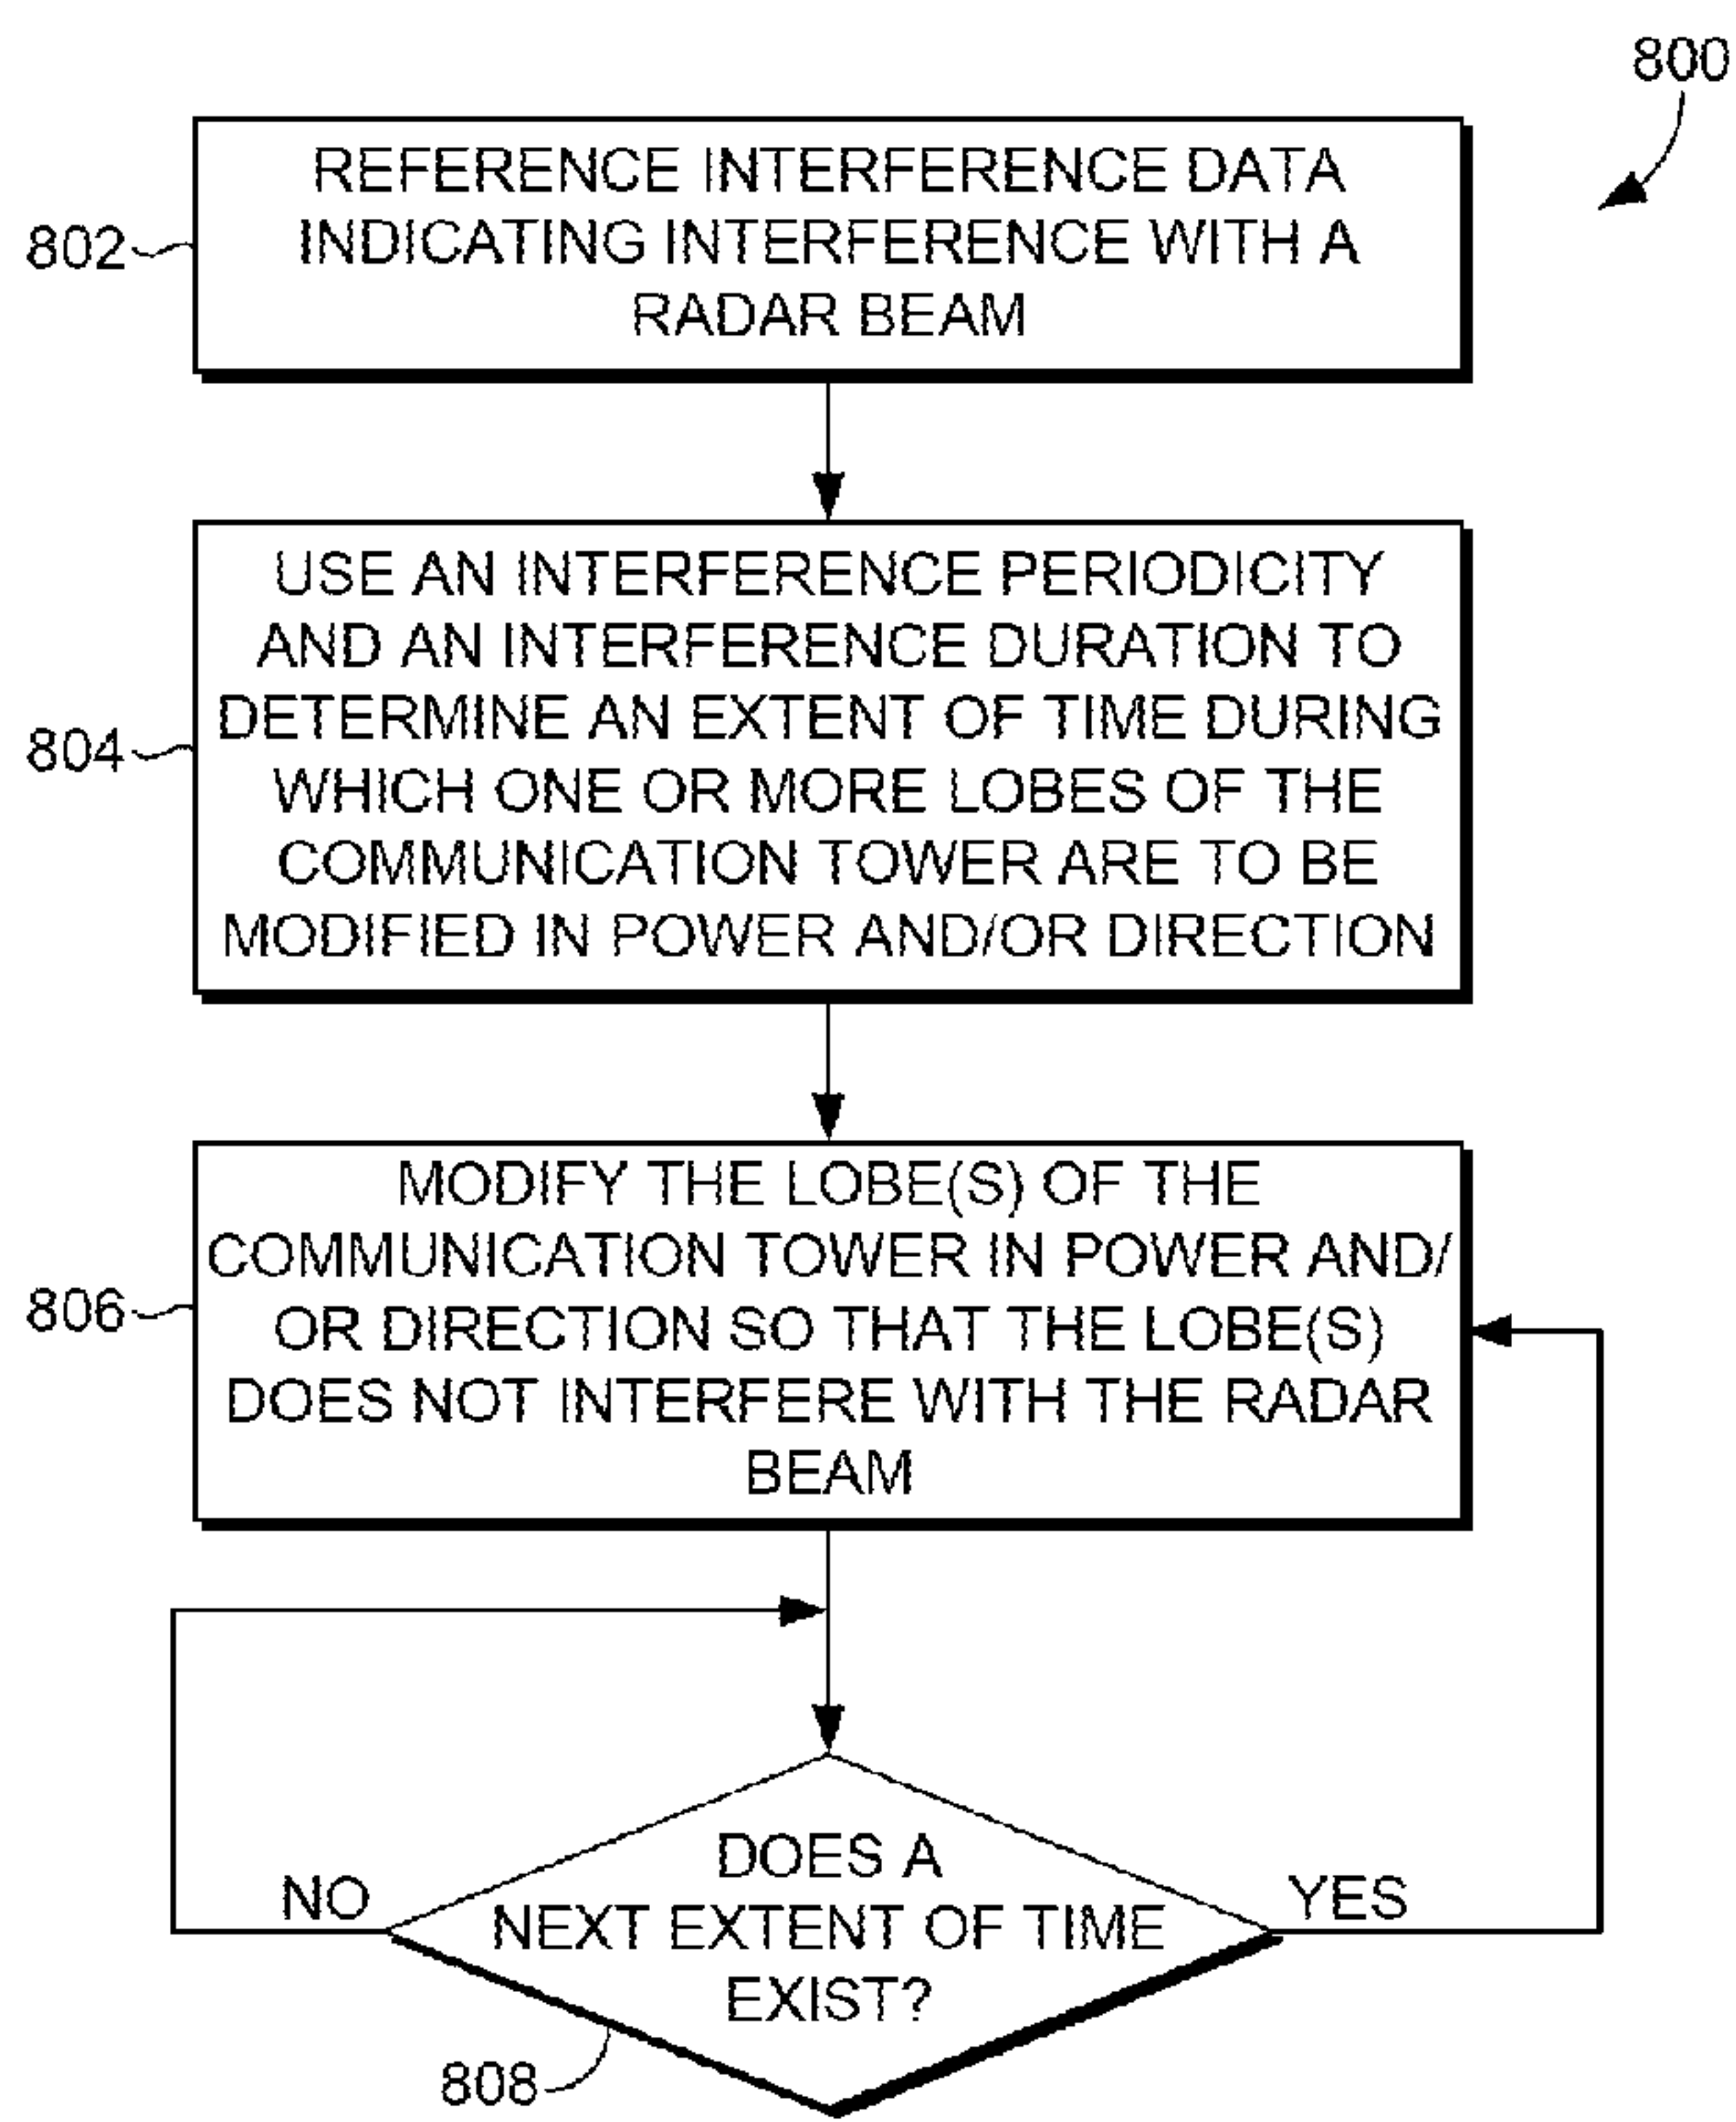 800
802
REFERENCE INTERFERENCE DATA
INDICATING INTERFERENCE WITH A
RADAR BEAM
804
USE AN INTERFERENCE PERIODICITY
AND AN INTERFERENCE DURATION TO
DETERMINE AN EXTENT OF TIME DURING
WHICH ONE OR MORE LOBES OF THE
COMMUNICATION TOWER ARE TO BE
MODIFIED IN POWER AND/OR DIRECTION
806
MODIFY THE LOBE(S) OF THE
COMMUNICATION TOWER IN POWER AND/
OR DIRECTION SO THAT THE LOBE(S)
DOES NOT INTERFERE WITH THE RADAR
BEAM
NO
DOES A
NEXT EXTENT OF TIME
EXIST?
YES
808